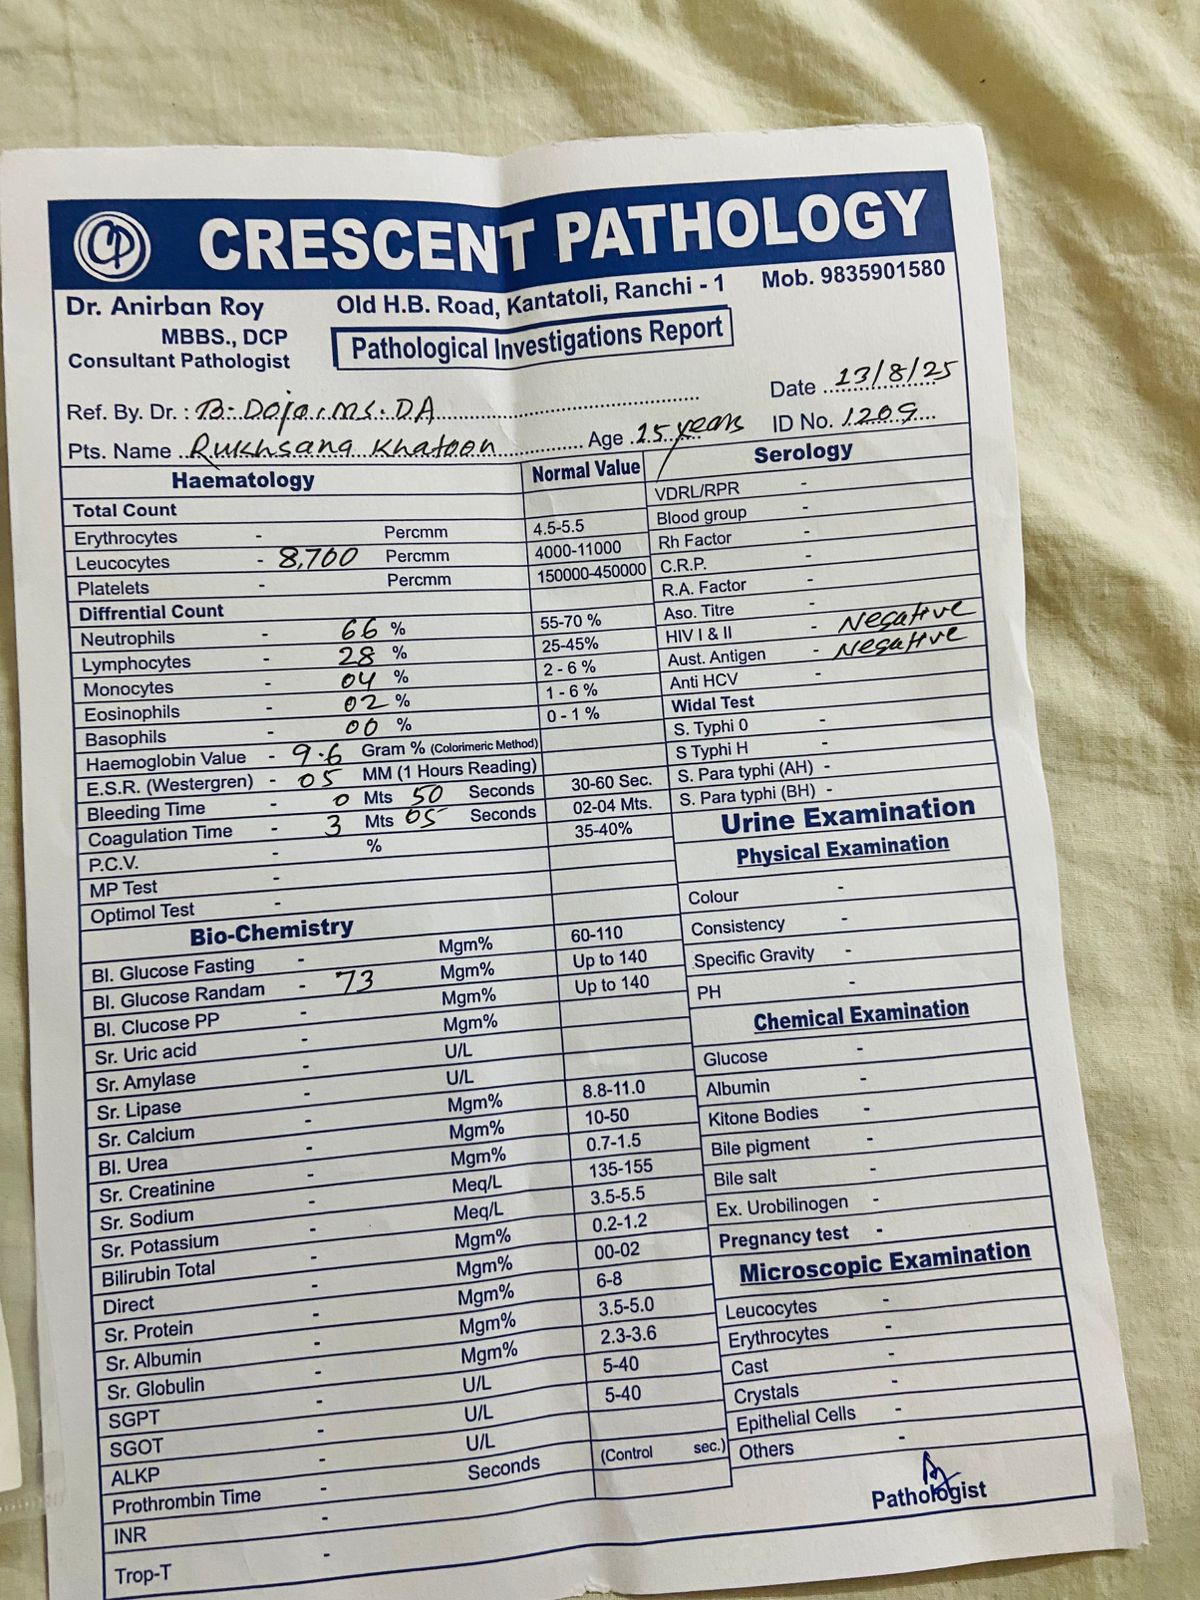 CP
CRESCENT PATHOLOGY
Dr. Anirban Roy
MBBS., DCP
Consultant Pathologist
Old H.B. Road, Kantatoli, Ranchi - 1
Mob. 9835901580
Pathological Investigations Report
Ref. By. Dr. : B. Doja. MS. DA
Date 13/8/25
Pts. Name Rukhsana Khatoon Age 25 years ID No. 1209
Haematology Normal Value
Total Count
Erythrocytes - Percmm 4.5-5.5
Leucocytes - 8,700 Percmm 4000-11000
Platelets - Percmm 150000-450000
Diffrential Count
Neutrophils - 66 % 55-70 %
Lymphocytes - 28 % 25-45%
Monocytes - 04 % 2 - 6 %
Eosinophils - 02 % 1 - 6 %
Basophils - 00 % 0 - 1 %
Haemoglobin Value - 9.6 Gram % (Colorimeric Method)
E.S.R. (Westergren) - 05 MM (1 Hours Reading)
Bleeding Time - 0 Mts 50 Seconds 30-60 Sec.
Coagulation Time - 3 Mts 05 Seconds 02-04 Mts.
P.C.V. - % 35-40%
MP Test -
Optimol Test -
Bio-Chemistry
Bl. Glucose Fasting - Mgm% 60-110
Bl. Glucose Randam - 73 Mgm% Up to 140
Bl. Clucose PP - Mgm% Up to 140
Sr. Uric acid - Mgm%
Sr. Amylase - U/L
Sr. Lipase - U/L
Sr. Calcium - Mgm% 8.8-11.0
Bl. Urea - Mgm% 10-50
Sr. Creatinine - Mgm% 0.7-1.5
Sr. Sodium - Meq/L 135-155
Sr. Potassium - Meq/L 3.5-5.5
Bilirubin Total - Mgm% 0.2-1.2
Direct - Mgm% 00-02
Sr. Protein - Mgm% 6-8
Sr. Albumin - Mgm% 3.5-5.0
Sr. Globulin - Mgm% 2.3-3.6
SGPT - U/L 5-40
SGOT - U/L 5-40
ALKP - U/L
Prothrombin Time - Seconds (Control sec.)
INR -
Trop-T -
Serology
VDRL/RPR -
Blood group -
Rh Factor -
C.R.P. -
R.A. Factor -
Aso. Titre -
HIV I & II - Negative
Aust. Antigen - Negative
Anti HCV -
Widal Test
S. Typhi 0 -
S Typhi H -
S. Para typhi (AH) -
S. Para typhi (BH) -
Urine Examination
Physical Examination
Colour -
Consistency -
Specific Gravity -
PH -
Chemical Examination
Glucose -
Albumin -
Kitone Bodies -
Bile pigment -
Bile salt -
Ex. Urobilinogen -
Pregnancy test -
Microscopic Examination
Leucocytes -
Erythrocytes -
Cast -
Crystals -
Epithelial Cells -
Others -
Pathologist